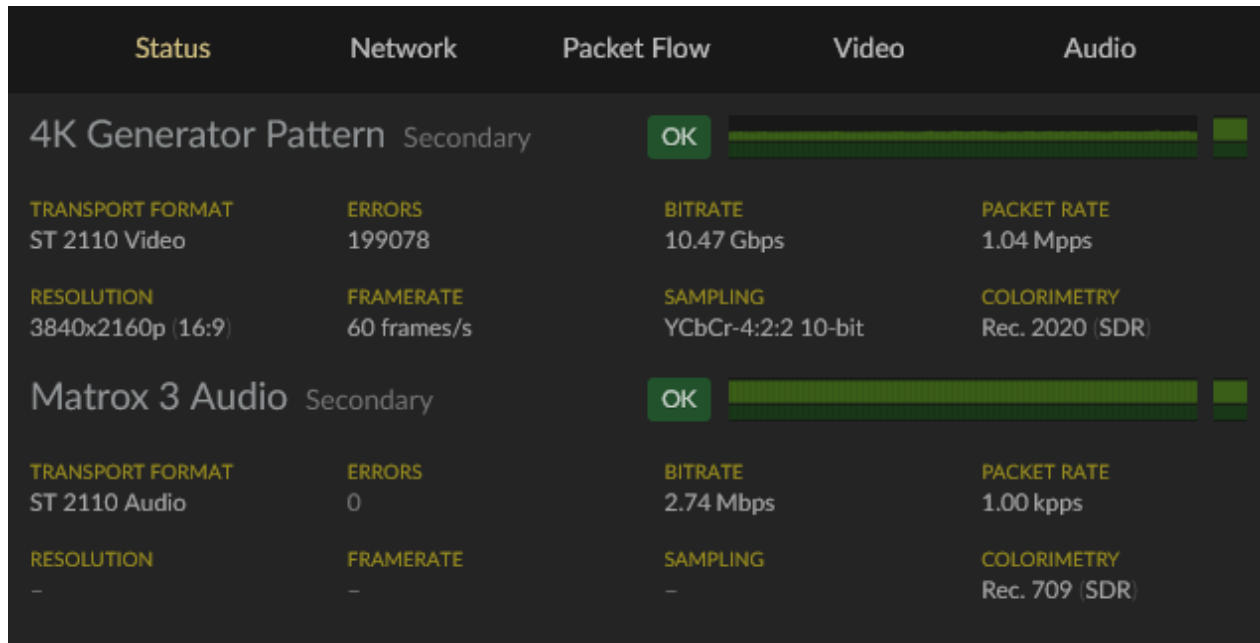 Status Network Packet Flow Video Audio
4K Generator Pattern Secondary OK
TRANSPORT FORMAT ERRORS BITRATE PACKET RATE
ST 2110 Video 199078 10.47 Gbps 1.04 Mpps
RESOLUTION FRAMERATE SAMPLING COLORIMETRY
3840x2160p (16:9) 60 frames/s YCbCr-4:2:2 10-bit Rec. 2020 (SDR)
Matrox 3 Audio Secondary OK
TRANSPORT FORMAT ERRORS BITRATE PACKET RATE
ST 2110 Audio 0 2.74 Mbps 1.00 kpps
RESOLUTION FRAMERATE SAMPLING COLORIMETRY
– – – Rec. 709 (SDR)